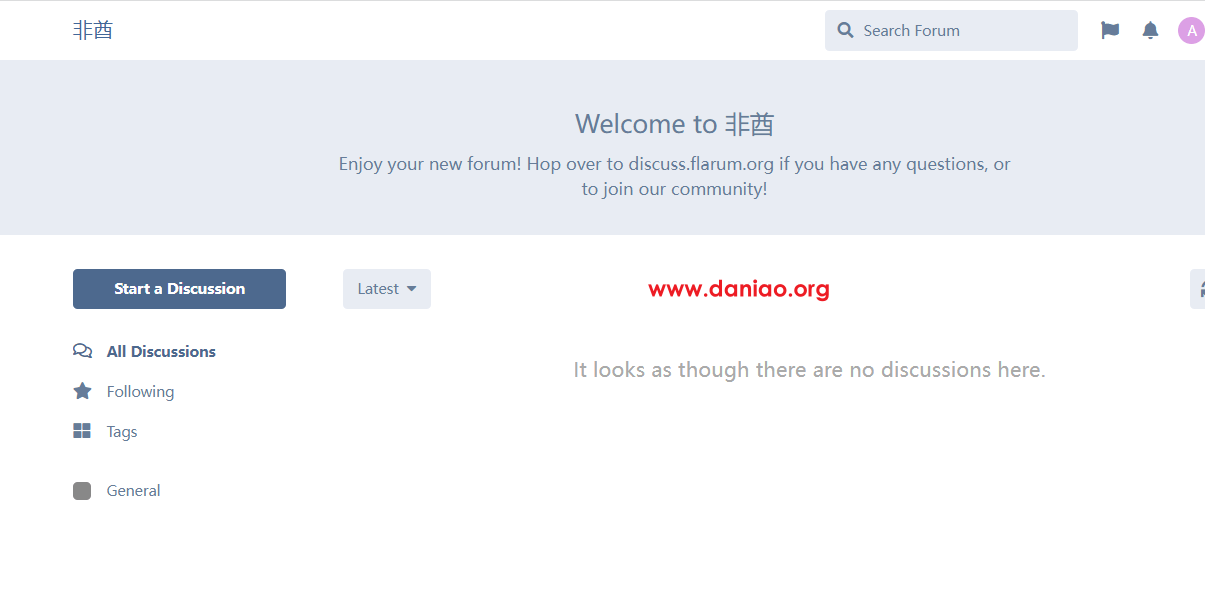 非酋
Search Forum
A
Welcome to 非酋
Enjoy your new forum! Hop over to discuss.flarum.org if you have any questions, or
to join our community!
Start a Discussion
Latest
www.daniao.org
All Discussions
It looks as though there are no discussions here.
Following
Tags
General